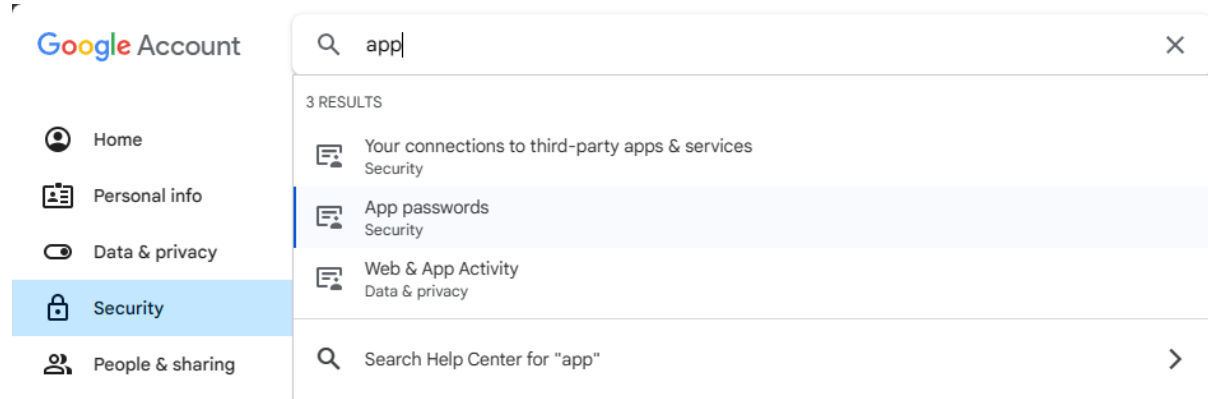 Google Account
app
3 RESULTS
Home
Your connections to third-party apps & services
Security
Personal info
App passwords
Security
Data & privacy
Web & App Activity
Data & privacy
Security
People & sharing
Search Help Center for "app"